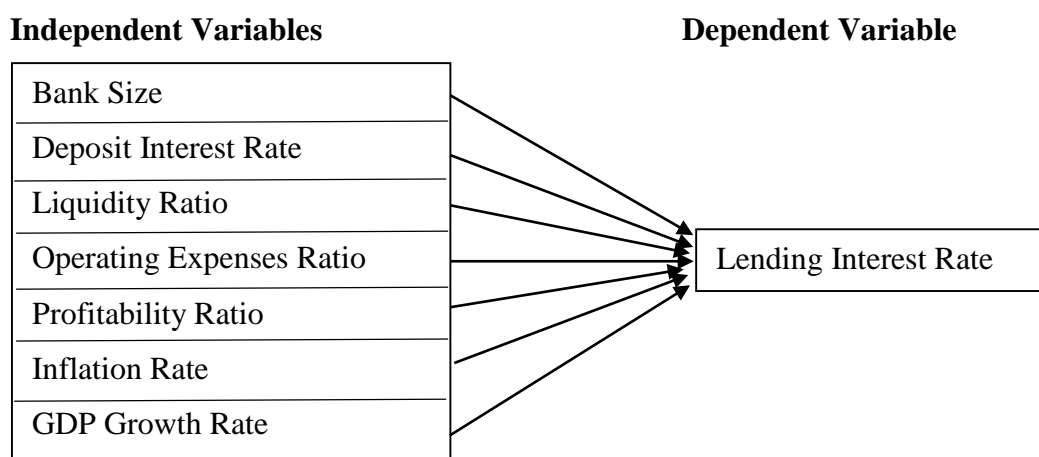 Independent Variables
Dependent Variable
Bank Size
Deposit Interest Rate
Liquidity Ratio
Operating Expenses Ratio
Profitability Ratio
Inflation Rate
GDP Growth Rate
Lending Interest Rate